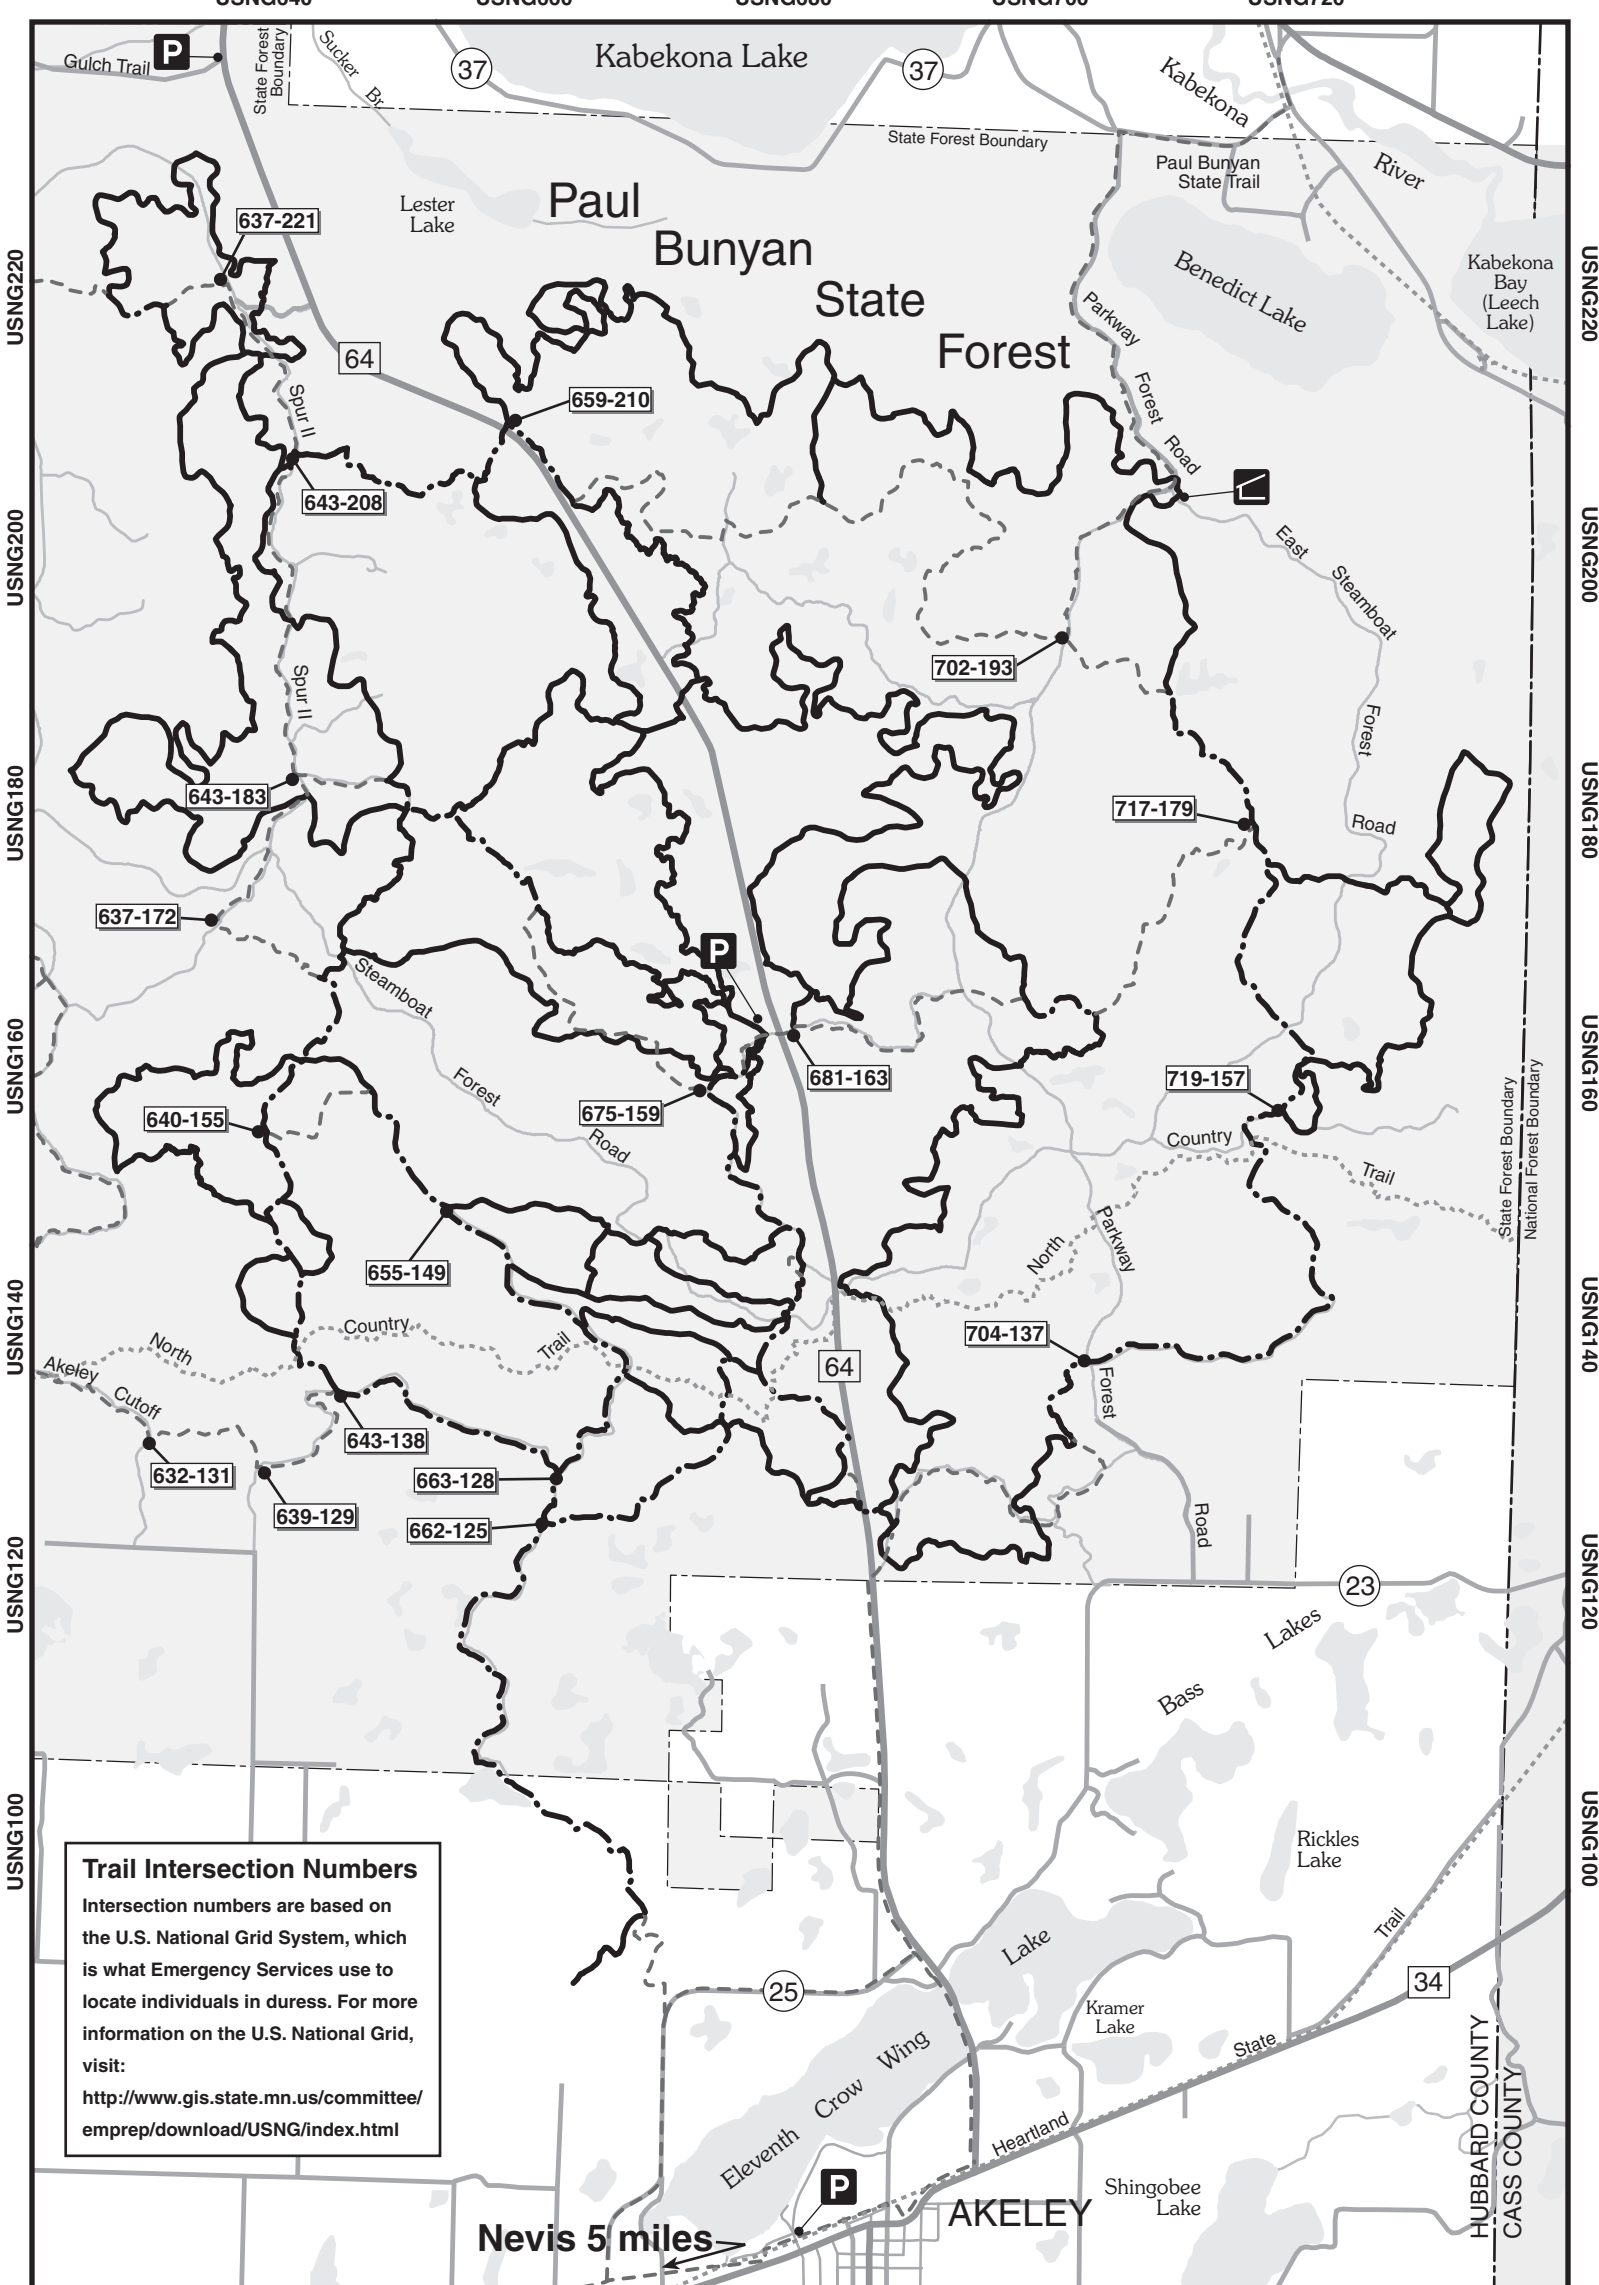 USNG640
USNG660
USNG680
USNG700
USNG720
Gulch Trail
P
State Forest
Boundary
Sucker
Br.
37
Kabekona Lake
37
Kabekona
State Forest Boundary
Paul Bunyan
State Trail
River
Lester
Lake
Paul
Bunyan
State
Forest
637-221
Benedict Lake
Kabekona
Bay
(Leech
Lake)
USNG220
USNG220
Parkway
Forest
Road
64
Spur II
659-210
643-208
USNG200
USNG200
East
Steamboat
Forest
Road
702-193
Spur II
643-183
717-179
USNG180
USNG180
637-172
P
Steamboat
Forest
Road
USNG160
USNG160
681-163
719-157
675-159
640-155
Country
Trail
State Forest Boundary
National Forest Boundary
North
Parkway
655-149
USNG140
USNG140
North
Country
Trail
704-137
64
Akeley
Cutoff
Forest
Road
643-138
632-131
663-128
639-129
662-125
USNG120
USNG120
23
Lakes
Bass
USNG100
USNG100
Rickles
Lake
Trail Intersection Numbers
Intersection numbers are based on
the U.S. National Grid System, which
is what Emergency Services use to
locate individuals in duress. For more
information on the U.S. National Grid,
visit:
http://www.gis.state.mn.us/committee/
emprep/download/USNG/index.html
Lake
Trail
25
34
Kramer
Lake
Wing
Crow
Eleventh
State
Heartland
HUBBARD COUNTY
CASS COUNTY
P
AKELEY
Shingobee
Lake
Nevis 5 miles